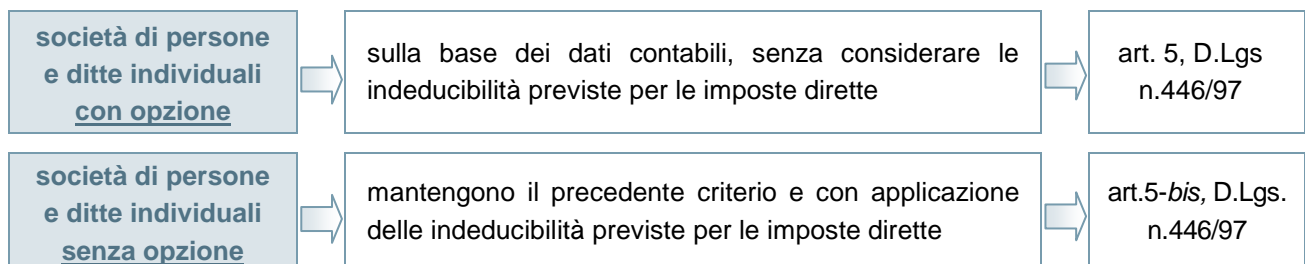 società di persone
e ditte individuali
con opzione
sulla base dei dati contabili, senza considerare le
indeducibilità previste per le imposte dirette
art. 5, D.Lgs
n.446/97
società di persone
e ditte individuali
senza opzione
mantengono il precedente criterio e con applicazione
delle indeducibilità previste per le imposte dirette
art.5-bis, D.Lgs.
n.446/97